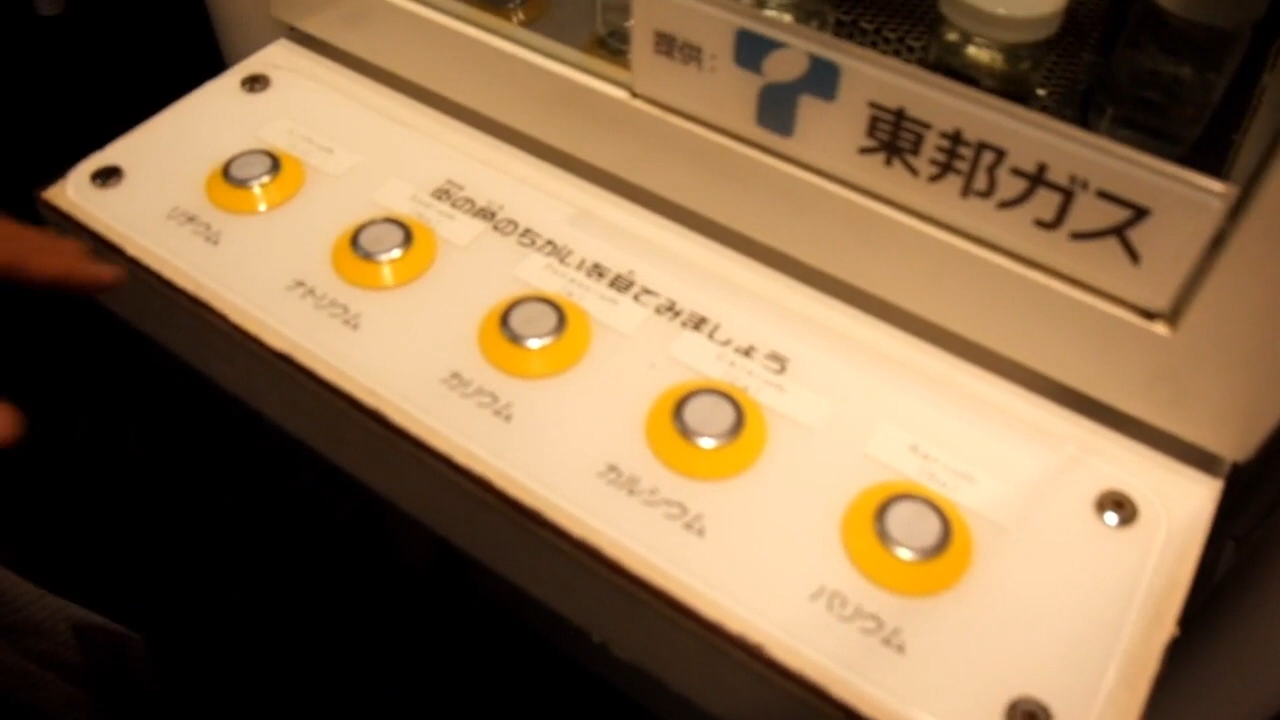 提供:
東邦ガス
炎の色のちがいを見てみましょう
リチウム
ナトリウム
カリウム
カルシウム
バリウム